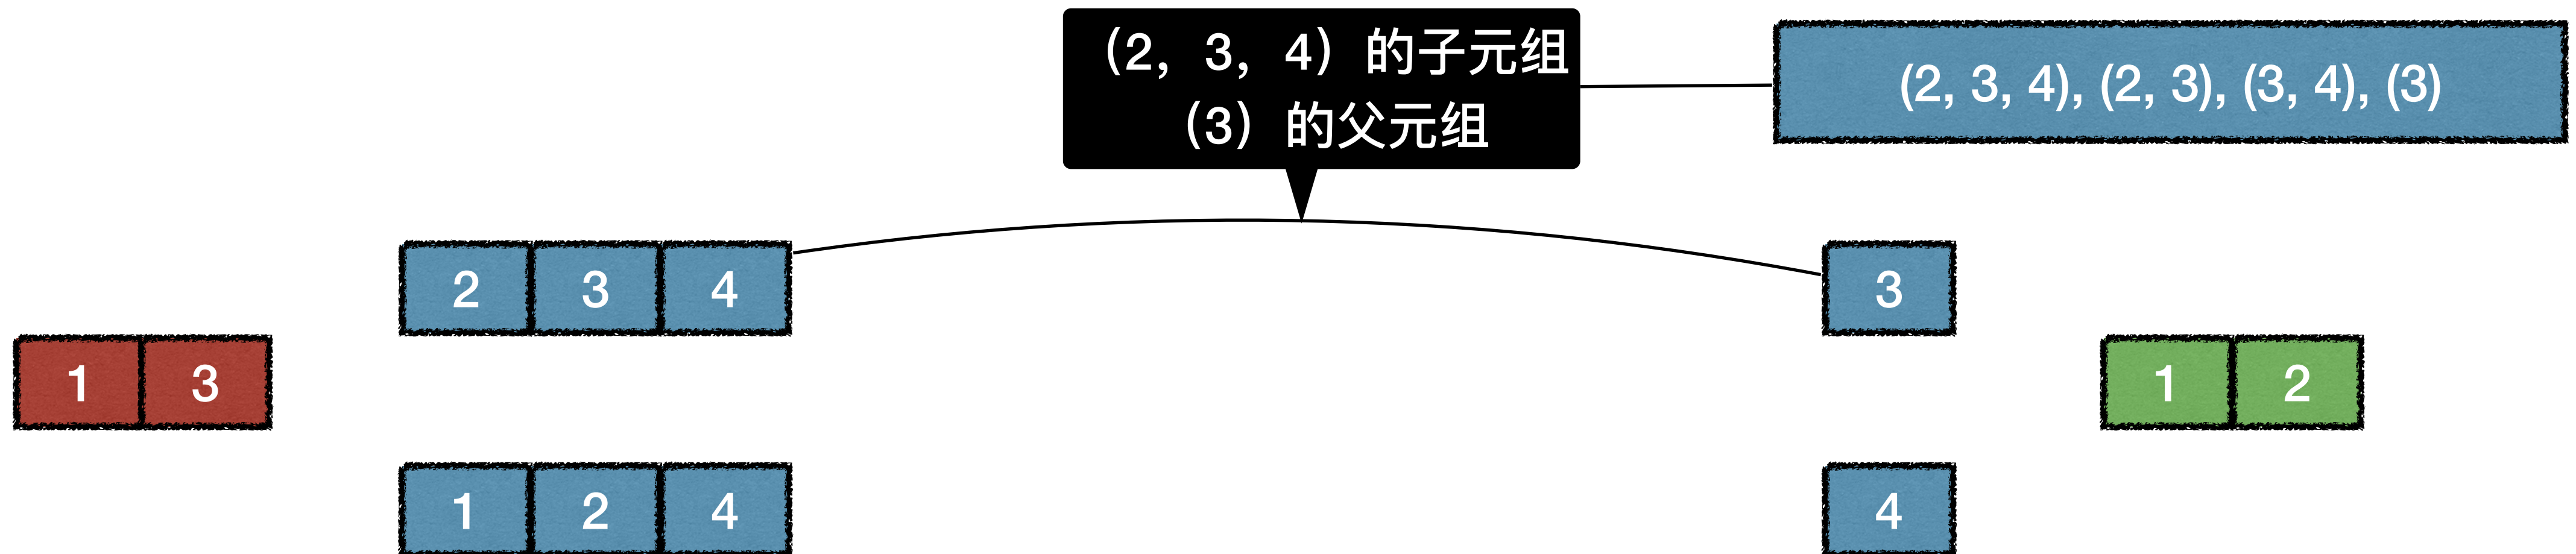 (2，3，4）的子元组
（3）的父元组
(2, 3, 4), (2, 3), (3, 4), (3)
2 3 4
3
1 3
1 2
1 2 4
4